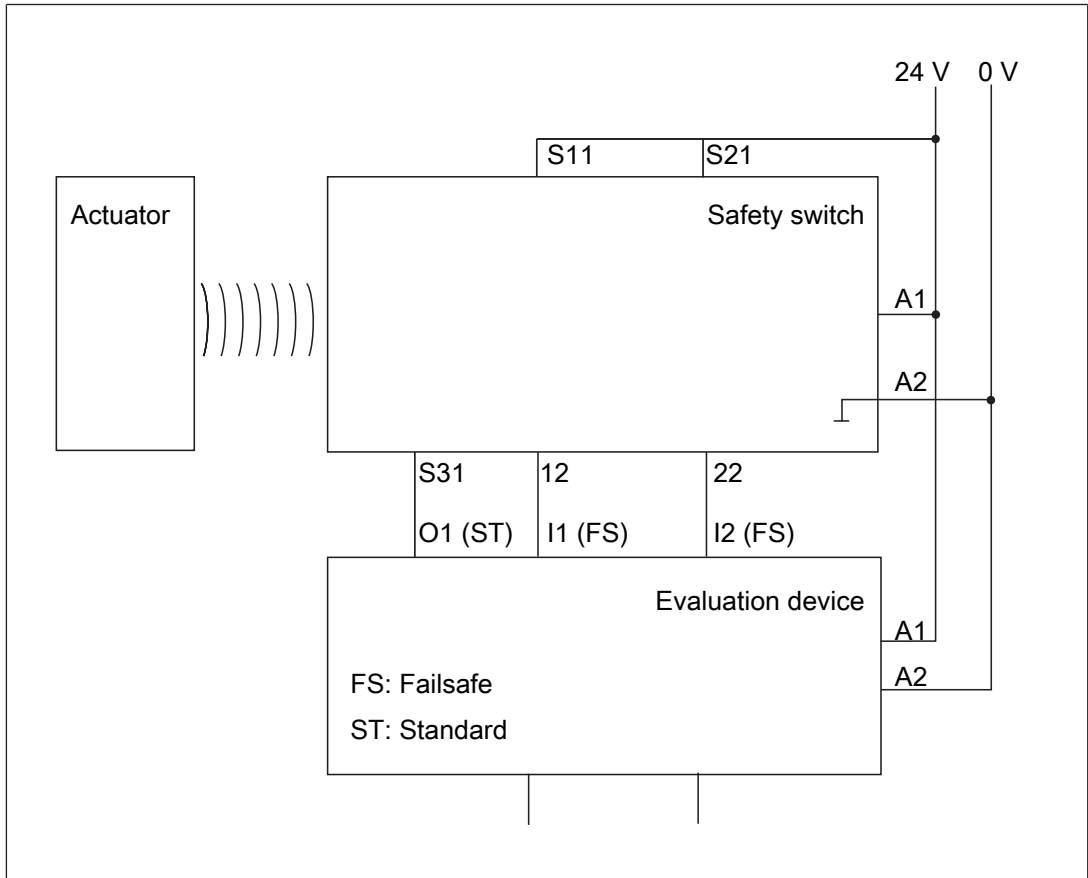 24 V 0 V
S11 S21
Actuator
Safety switch
A1
A2
S31 12 22
O1 (ST) I1 (FS) I2 (FS)
Evaluation device
A1
A2
FS: Failsafe
ST: Standard